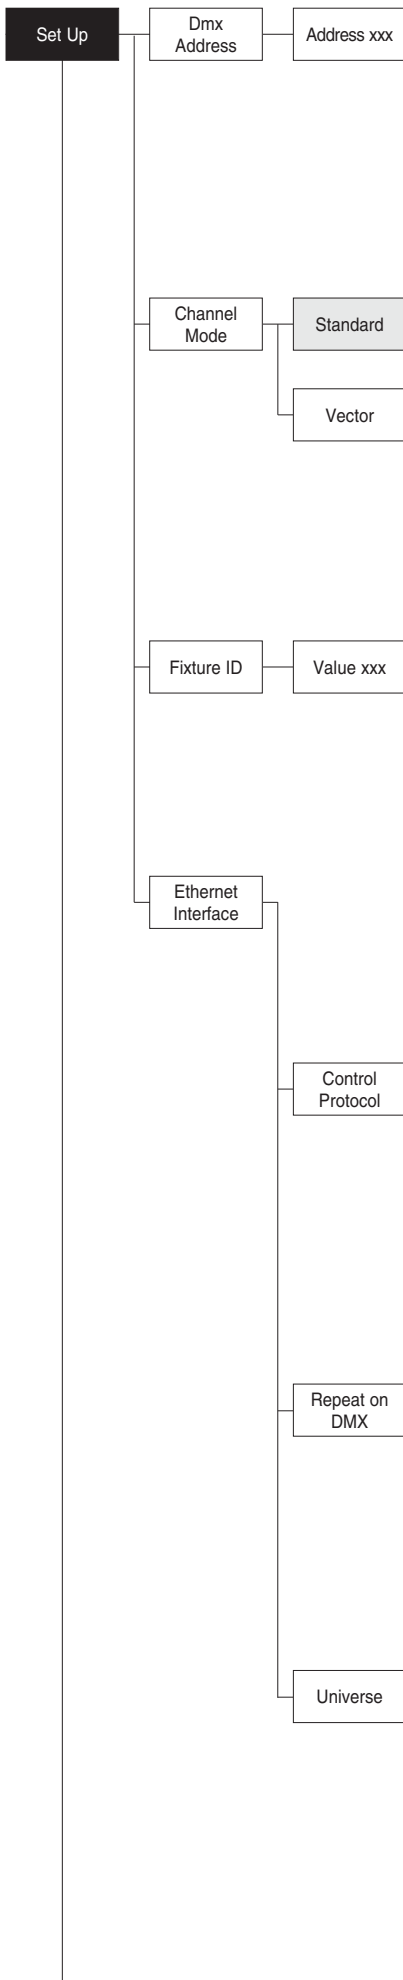 Set Up
Dmx
Address
Address xxx
Channel
Mode
Standard
Vector
Fixture ID
Value xxx
Ethernet
Interface
Control
Protocol
Repeat on
DMX
Universe